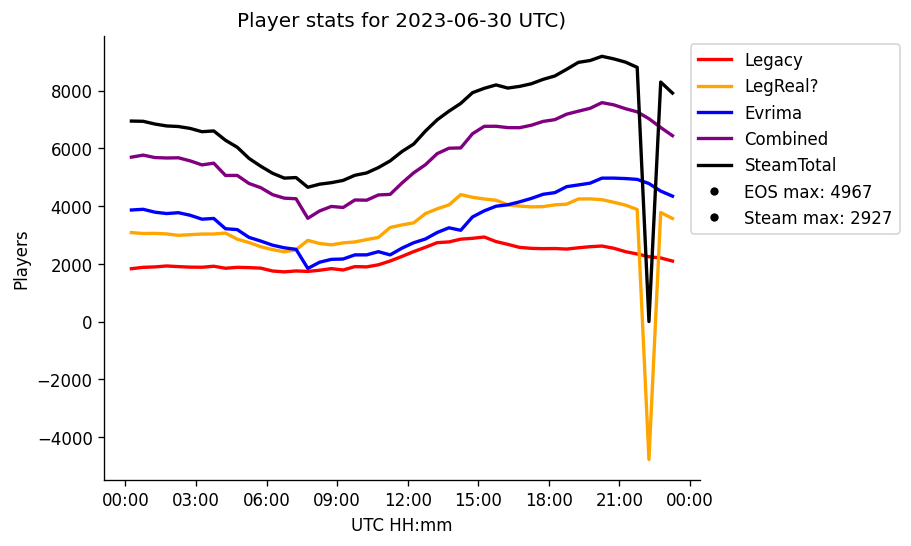 Player stats for 2023-06-30 UTC)
Players
8000
6000
4000
2000
0
−2000
−4000
00:00 03:00 06:00 09:00 12:00 15:00 18:00 21:00 00:00
UTC HH:mm
Legacy
LegReal?
Evrima
Combined
SteamTotal
EOS max: 4967
Steam max: 2927